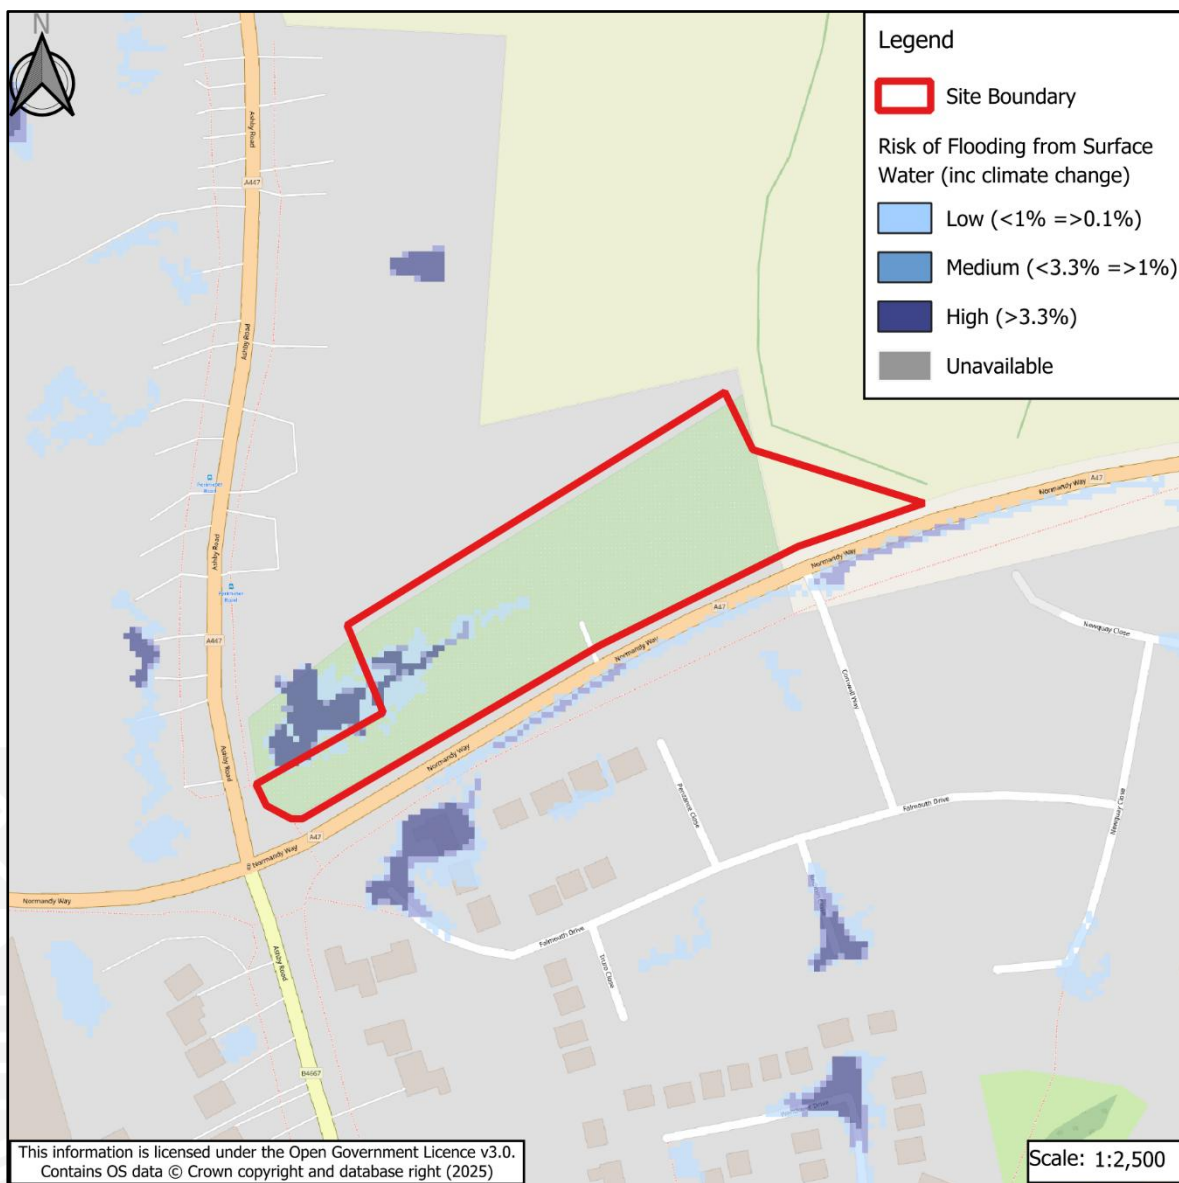 N
Legend
Site Boundary
Risk of Flooding from Surface
Water (inc climate change)
Low (<1% =>0.1%)
Medium (<3.3% =>1%)
High (>3.3%)
Unavailable
Ashby Road
A447
Ashby Road
Ashby Road
A447
Ashby Road
Normandy Way
A47
Normandy Way
A47
Normandy Way
Normandy Way
A47
Normandy Way
Normandy Way
Newquay Close
Cornwall Way
Penzance Close
Falmouth Drive
Newquay Close
Falmouth Drive
Truro Close
Ashby Road
B4667
This information is licensed under the Open Government Licence v3.0.
Contains OS data © Crown copyright and database right (2025)
Scale: 1:2,500